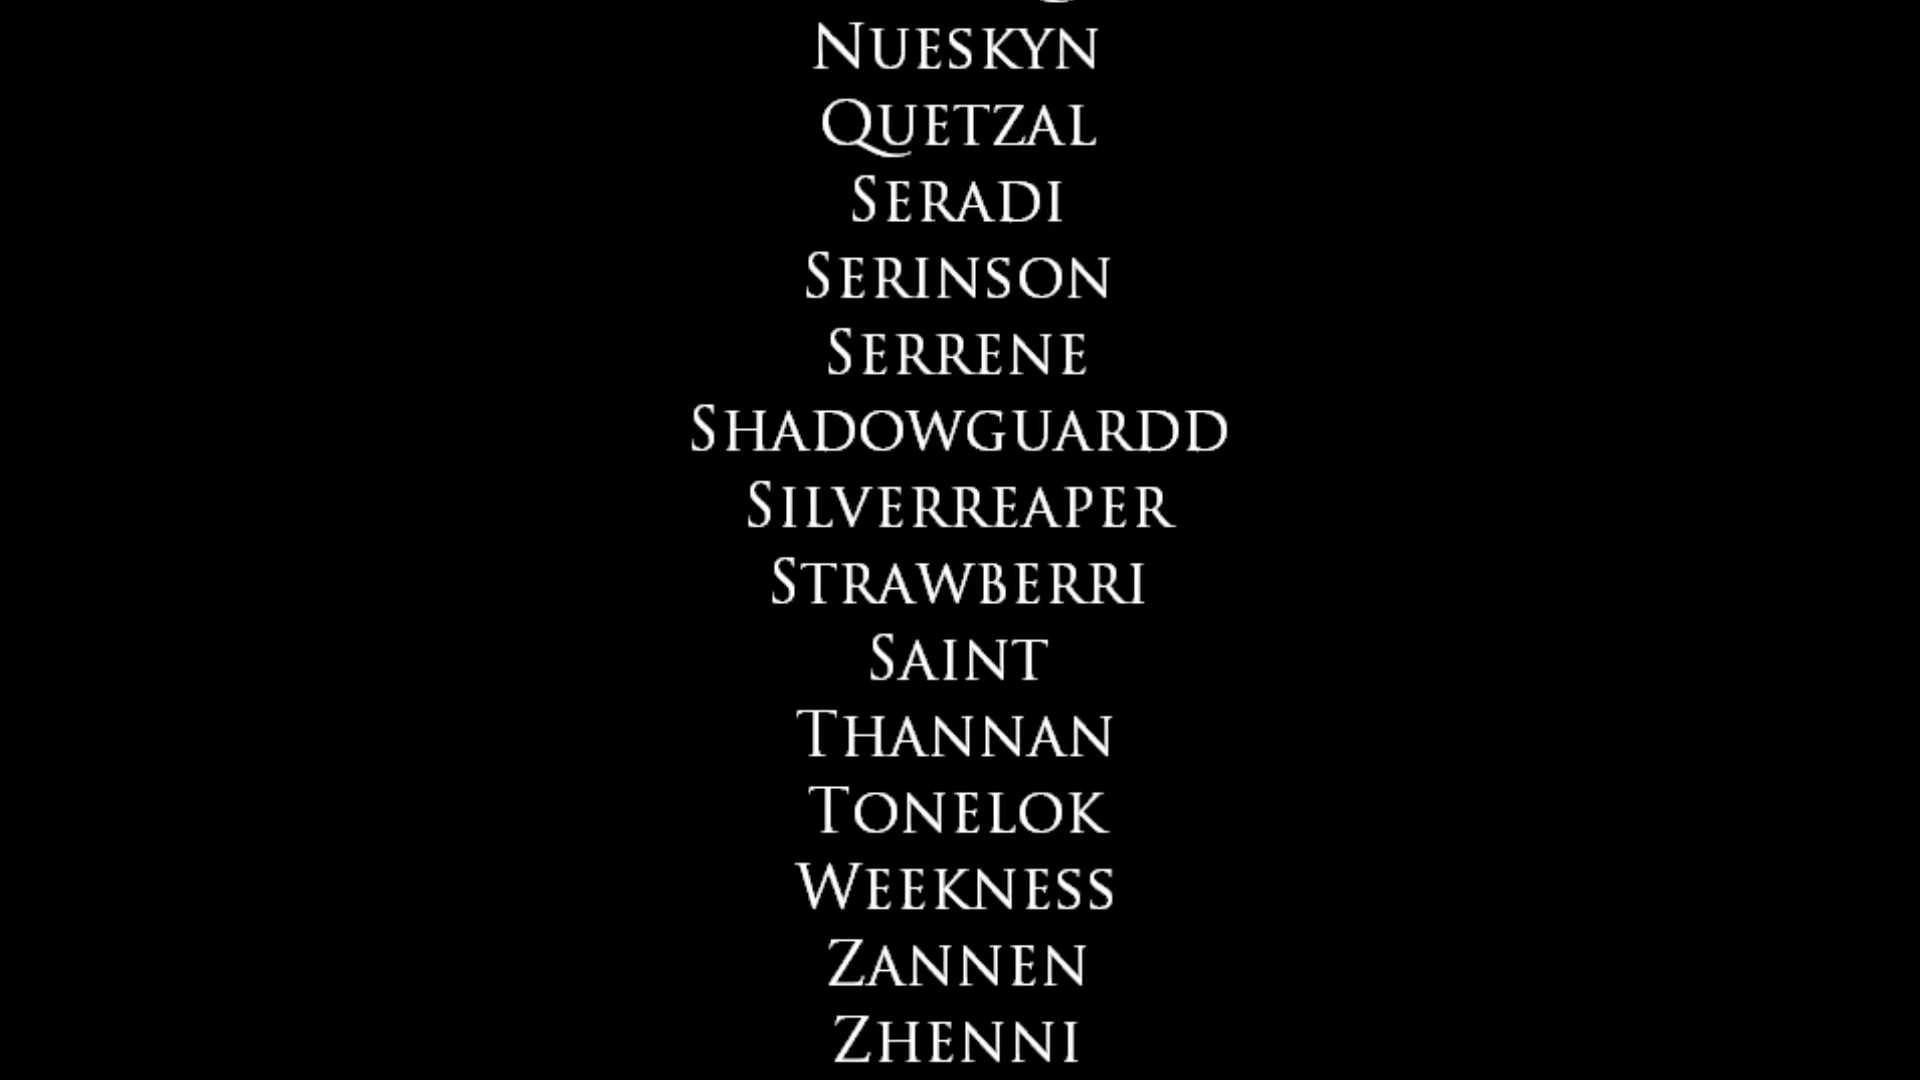 Nueskyn
Quetzal
Seradi
Serinson
Serrene
Shadowguardd
Silverreaper
Strawberri
Saint
Thannan
Tonelok
Weekness
Zannen
Zhenni